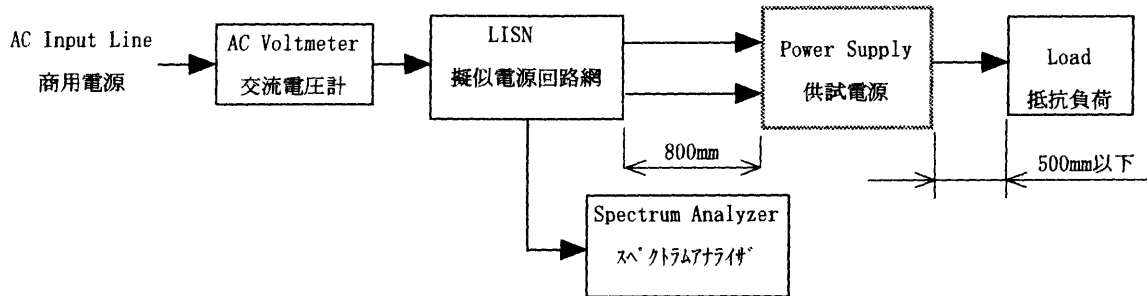 AC Input Line
商用電源
AC Voltmeter
交流電圧計
LISN
擬似電源回路網
Power Supply
供試電源
Load
抵抗負荷
800mm
500mm以下
Spectrum Analyzer
ｽﾍﾟｸﾄﾗﾑｱﾅﾗｲｻﾞ